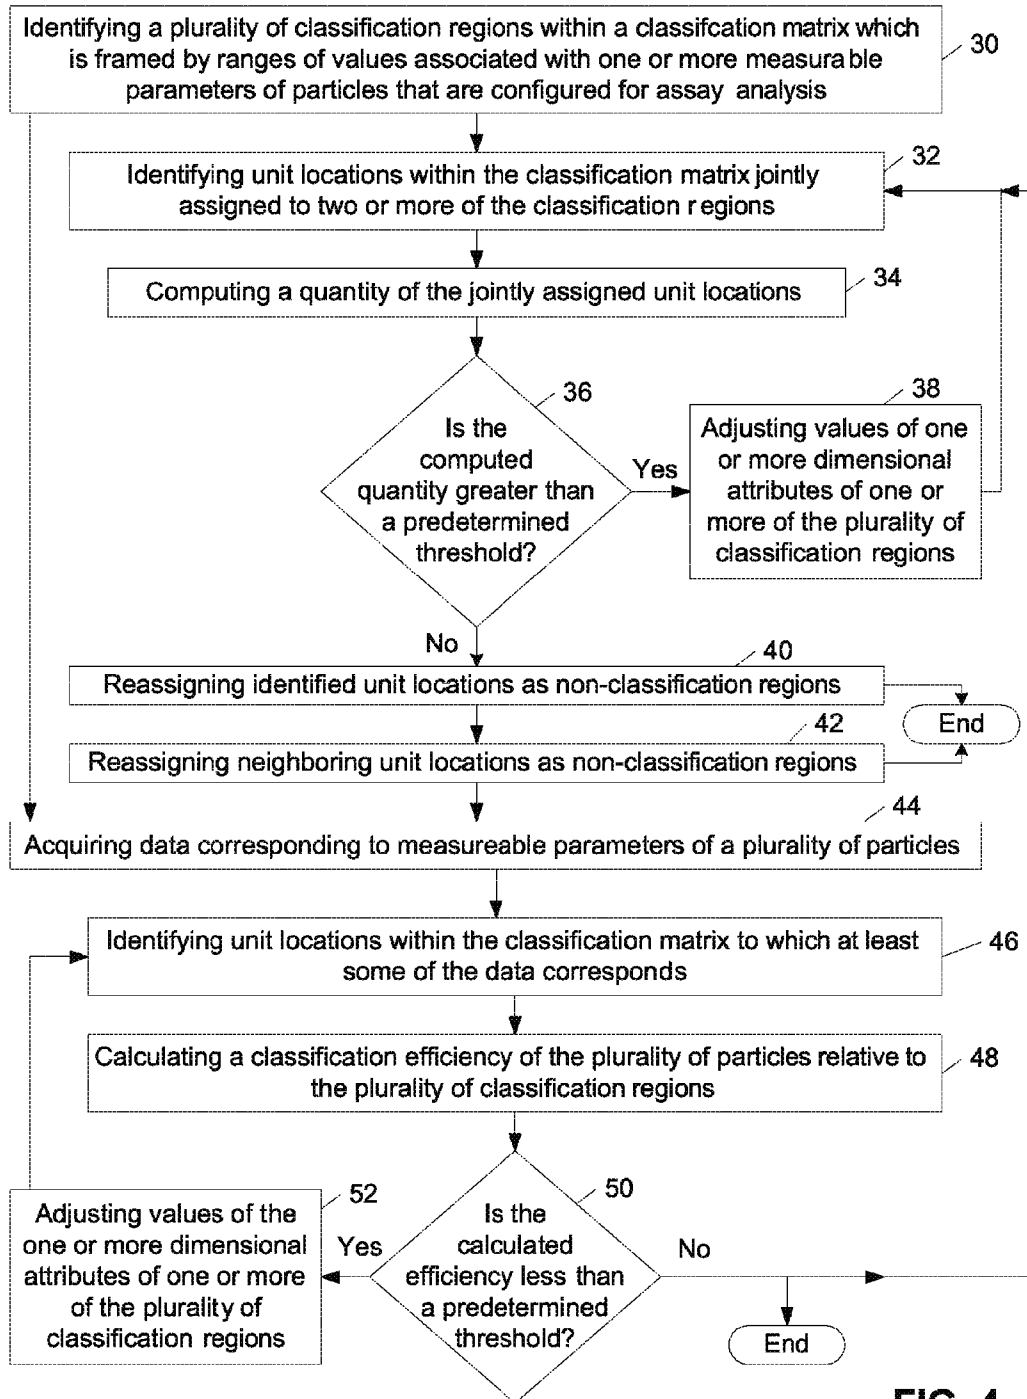 Identifying a plurality of classification regions within a classifcation matrix which
is framed by ranges of values associated with one or more measurable
parameters of particles that are configured for assay analysis
30
Identifying unit locations within the classification matrix jointly
assigned to two or more of the classification regions
32
Computing a quantity of the jointly assigned unit locations
34
Is the
computed
quantity greater than
a predetermined
threshold?
36
Yes
Adjusting values of one
or more dimensional
attributes of one or
more of the plurality of
classification regions
38
No
Reassigning identified unit locations as non-classification regions
40
End
Reassigning neighboring unit locations as non-classification regions
42
Acquiring data corresponding to measureable parameters of a plurality of particles
44
Identifying unit locations within the classification matrix to which at least
some of the data corresponds
46
Calculating a classification efficiency of the plurality of particles relative to
the plurality of classification regions
48
Is the
calculated
efficiency less than
a predetermined
threshold?
50
Yes
Adjusting values of the
one or more dimensional
attributes of one or more
of the plurality of
classification regions
52
No
End